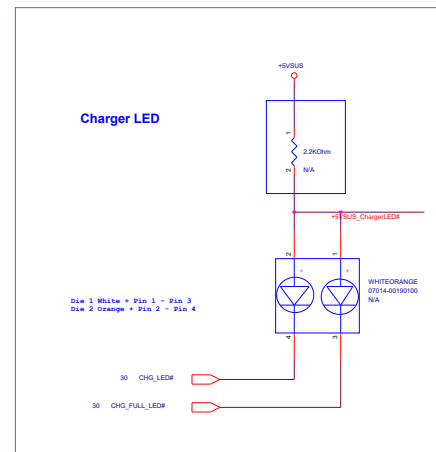 +5VSUS
Charger LED
1
2.2KOhm
2
N/A
+5VSUS_ChargerLED#
2
1
+
+
WHITEORANGE
07014-00190100
N/A
Die 1 White + Pin 1 - Pin 3
Die 2 Orange + Pin 2 - Pin 4
4
3
30 CHG_LED#
30 CHG_FULL_LED#